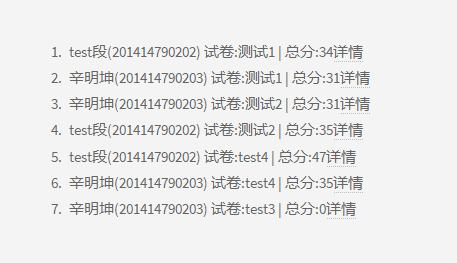 1. test段(201414790202) 试卷:测试1 | 总分:34详情
2. 辛明坤(201414790203) 试卷:测试1 | 总分:31详情
3. 辛明坤(201414790203) 试卷:测试2 | 总分:31详情
4. test段(201414790202) 试卷:测试2 | 总分:35详情
5. test段(201414790202) 试卷:test4 | 总分:47详情
6. 辛明坤(201414790203) 试卷:test4 | 总分:35详情
7. 辛明坤(201414790203) 试卷:test3 | 总分:0详情